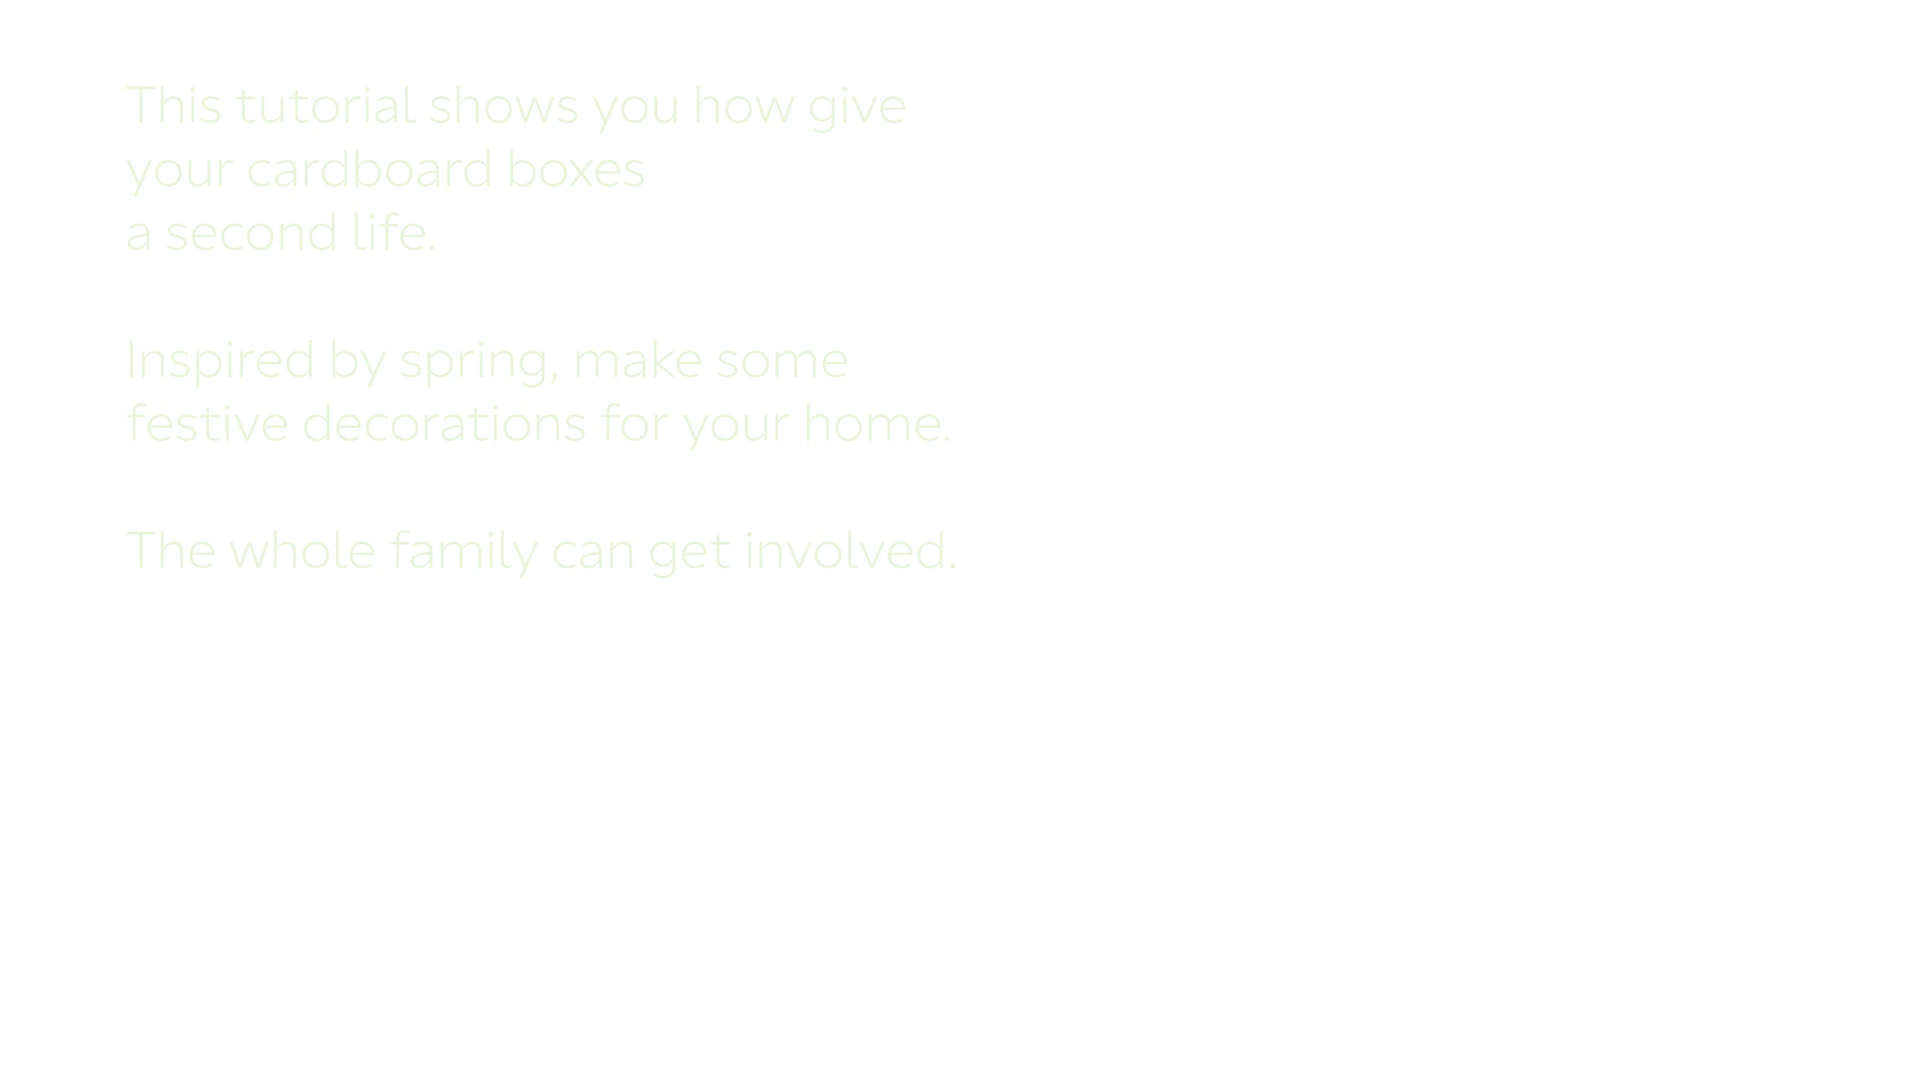 This tutorial shows you how give
your cardboard boxes
a second life.
Inspired by spring, make some
festive decorations for your home.
The whole family can get involved.